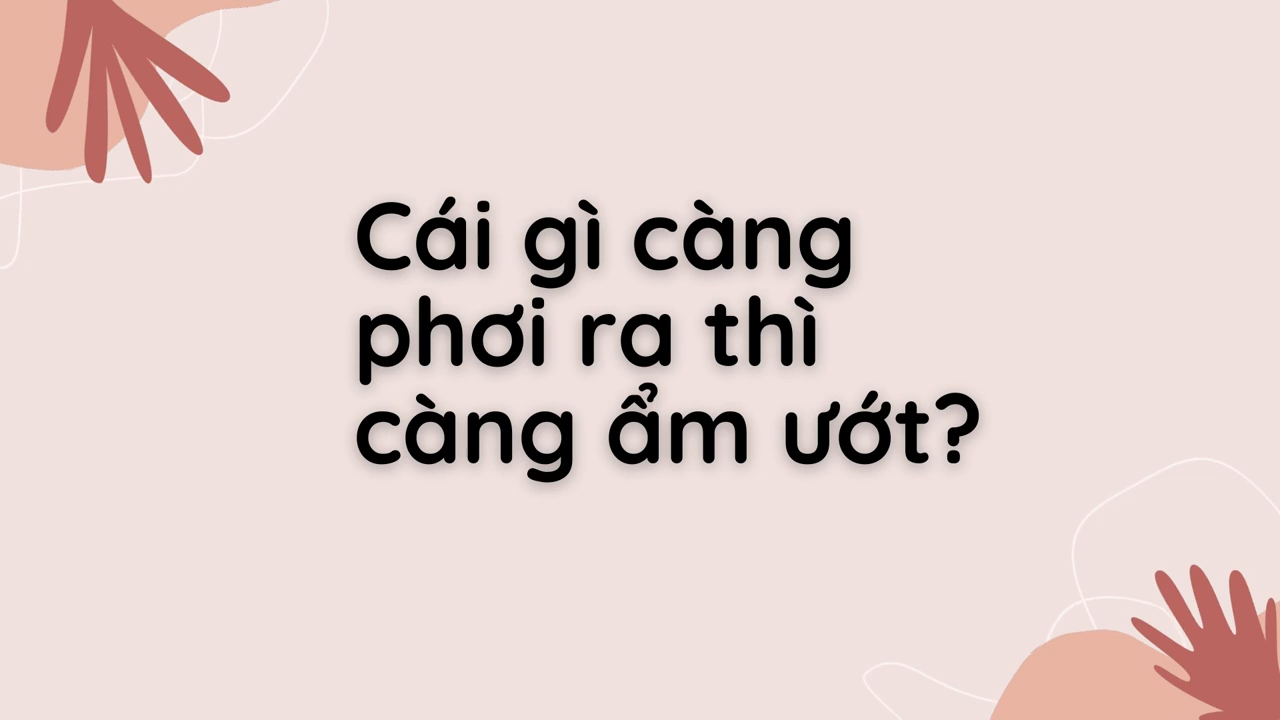 Cái gì càng
phơi ra thì
càng ẩm ướt?